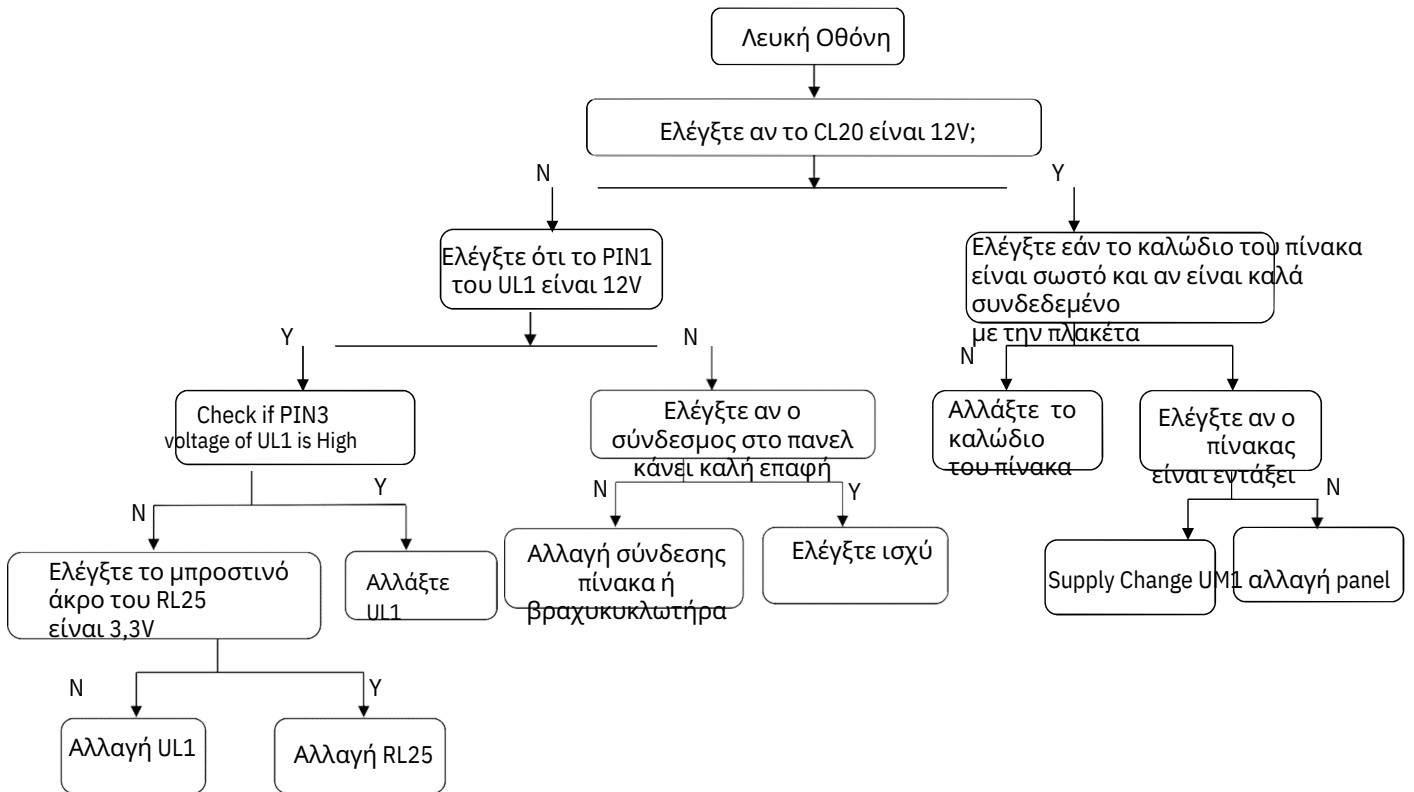 Λευκή Οθόνη
Ελέγξτε αν το CL20 είναι 12V;
N
Y
Ελέγξτε ότι το PIN1
του UL1 είναι 12V
Ελέγξτε εάν το καλώδιο του πίνακα
είναι σωστό και αν είναι καλά
συνδεδεμένο
με την πλακέτα
Y
N
N
Check if PIN3
voltage of UL1 is High
Ελέγξτε αν ο
σύνδεσμος στο πανελ
κάνει καλή επαφή
Αλλάξτε το
καλώδιο
του πίνακα
Ελέγξτε αν ο
πίνακας
είναι εντάξει
N
Y
N
Y
N
Ελέγξτε το μπροστινό
άκρο του RL25
είναι 3,3V
Αλλάξτε
UL1
Αλλαγή σύνδεσης
πίνακα ή
βραχυκυκλωτήρα
Ελέγξτε ισχύ
Supply Change UM1
αλλαγή panel
N
Y
Αλλαγή UL1
Αλλαγή RL25